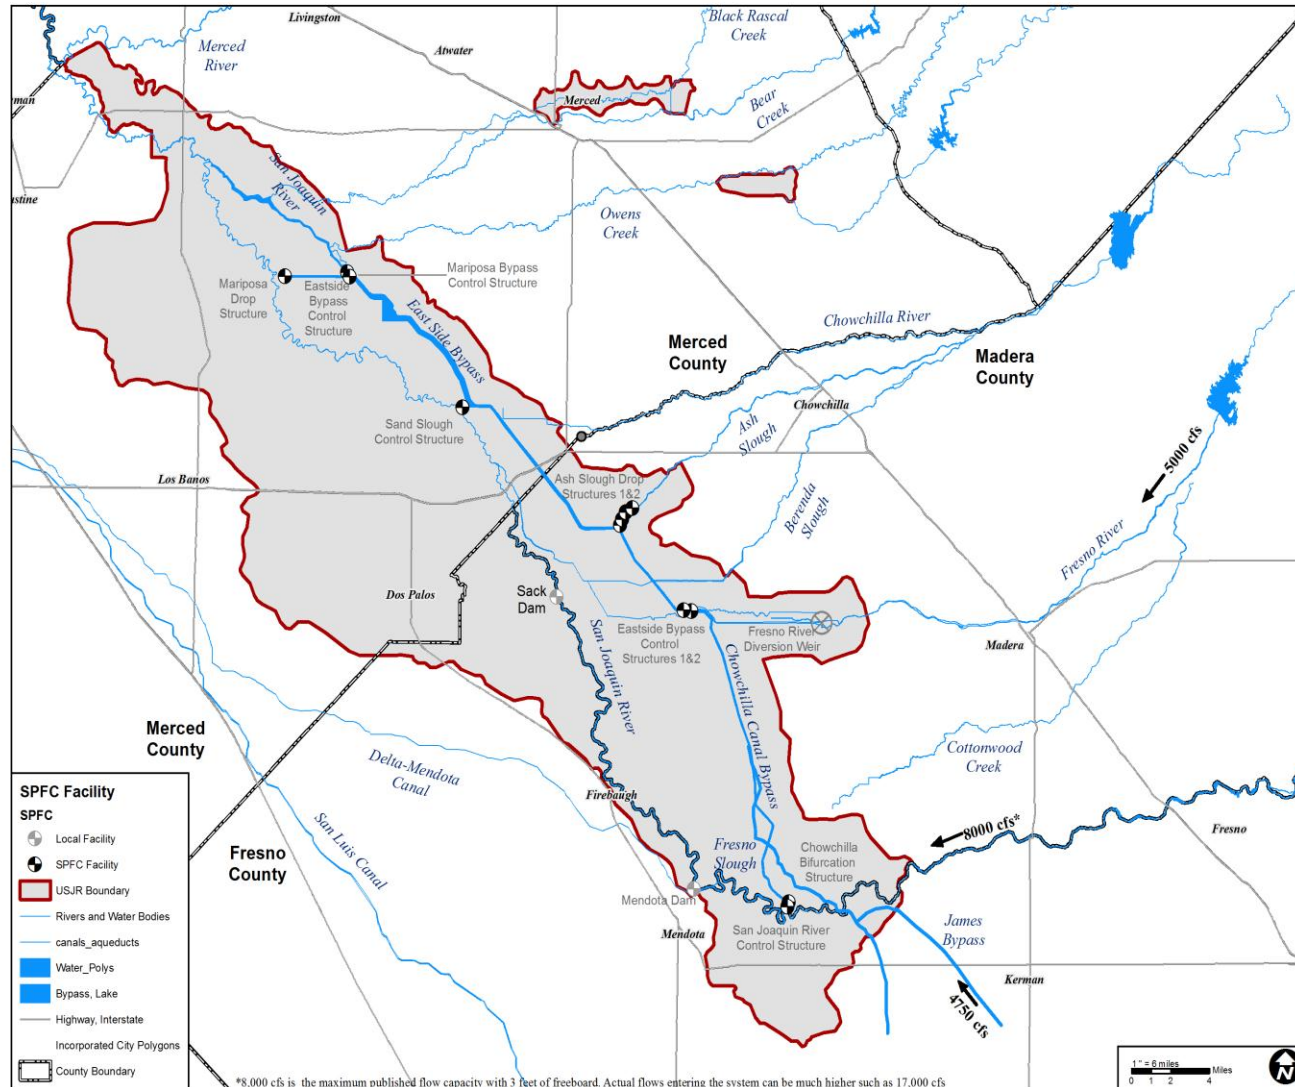 Livingston
Black Rascal
Creek
Merced
River
Atwater
man
Merced
Bear
Creek
San Joaquin
River
stine
Owens
Creek
Mariposa Bypass
Control Structure
Mariposa
Drop
Structure
Eastside
Bypass
Control
Structure
East Side Bypass
Chowchilla River
Merced
County
Madera
County
Chowchilla
Sand Slough
Control Structure
Ash
Slough
5000 cfs
Los Banos
Ash Slough Drop
Structures 1&2
Berenda
Slough
Fresno River
Dos Palos
Sack
Dam
Eastside Bypass
Control
Structures 1&2
Fresno River
Diversion Weir
Madera
San Joaquin River
Chowchilla Canal Bypass
Merced
County
Delta-Mendota
Canal
Cottonwood
Creek
Firebaugh
San Luis Canal
Fresno
County
8000 cfs*
Fresno
Fresno
Slough
Chowchilla
Bifurcation
Structure
Mendota Dam
Mendota
San Joaquin River
Control Structure
James
Bypass
Kerman
4750 cfs
SPFC Facility
SPFC
Local Facility
SPFC Facility
USJR Boundary
Rivers and Water Bodies
canals_aqueducts
Water_Polys
Bypass, Lake
Highway, Interstate
Incorporated City Polygons
County Boundary
*8,000 cfs is the maximum published flow capacity with 3 feet of freeboard. Actual flows entering the system can be much higher such as 17,000 cfs
1 " = 6 miles
Miles
0 1 2 4
N